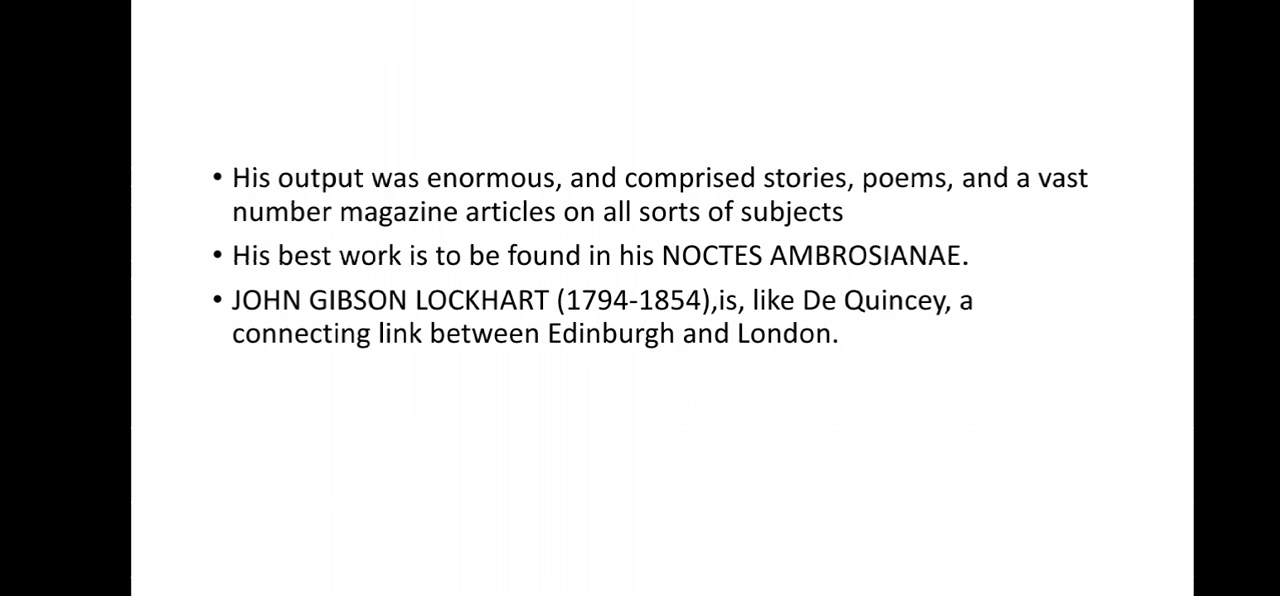 • His output was enormous, and comprised stories, poems, and a vast
number magazine articles on all sorts of subjects
• His best work is to be found in his NOCTES AMBROSIANAE.
• JOHN GIBSON LOCKHART (1794-1854),is, like De Quincey, a
connecting link between Edinburgh and London.